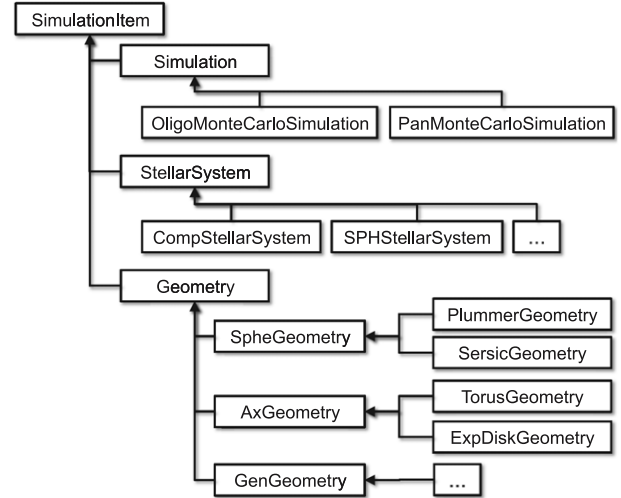 SimulationItem
Simulation
OligoMonteCarloSimulation PanMonteCarloSimulation
StellarSystem
CompStellarSystem SPHStellarSystem ...
Geometry
PlummerGeometry
SpheGeometry
SersicGeometry
TorusGeometry
AxGeometry
ExpDiskGeometry
GenGeometry ...